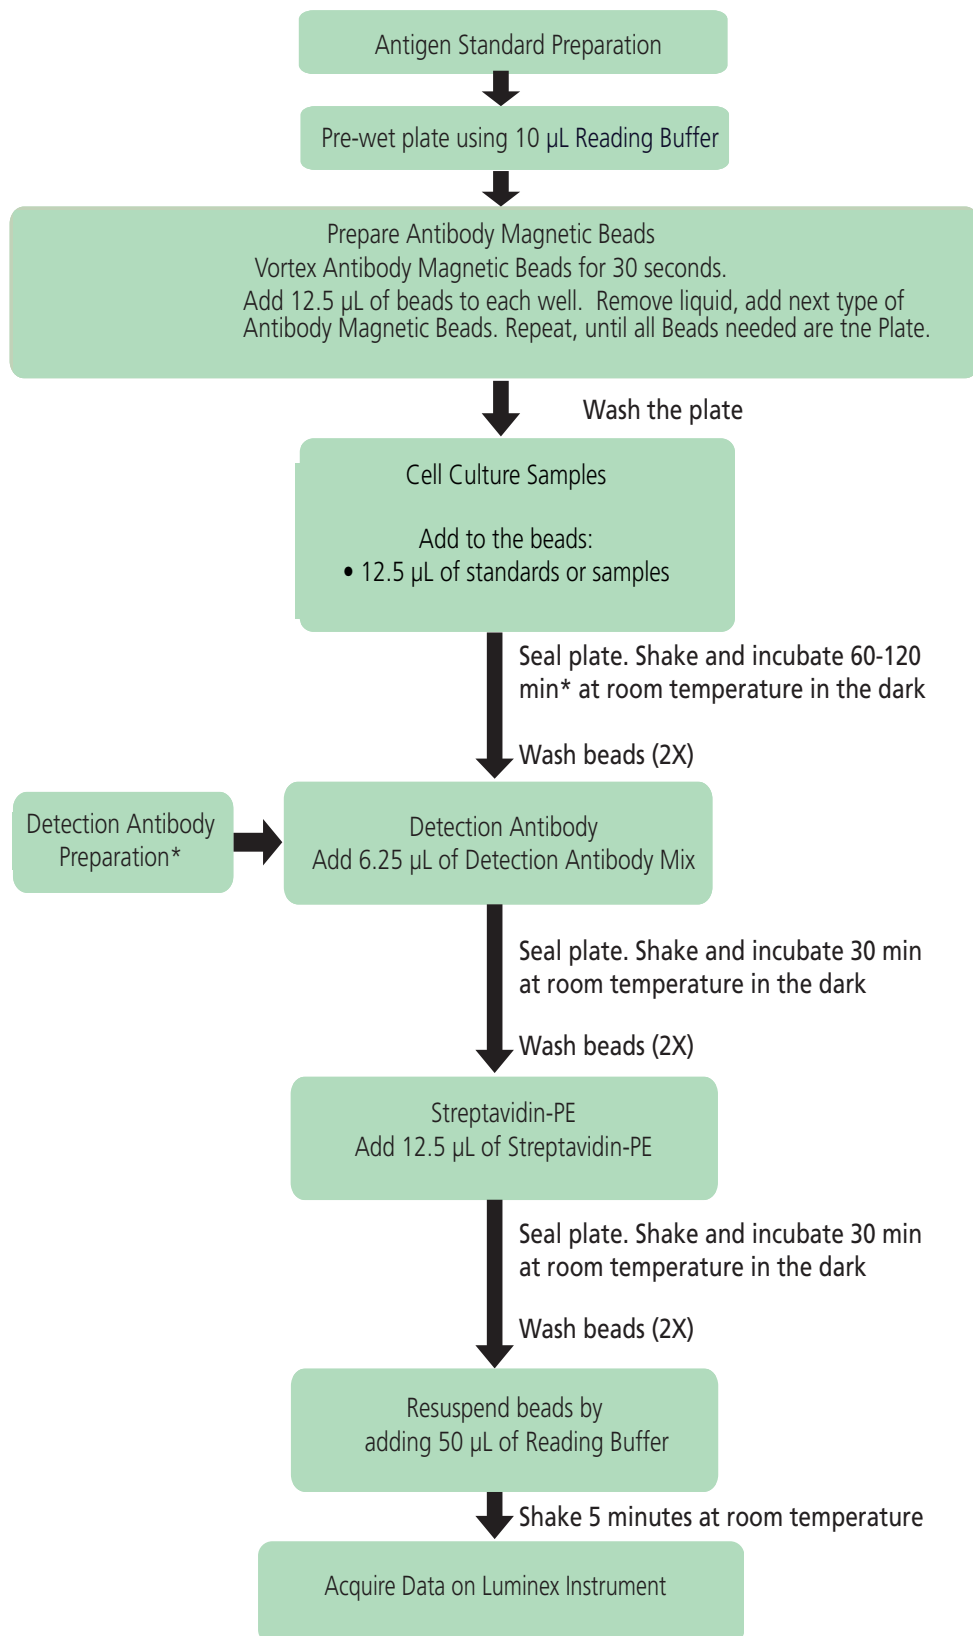 Antigen Standard Preparation
Pre-wet plate using 10 µL Reading Buffer
Prepare Antibody Magnetic Beads
Vortex Antibody Magnetic Beads for 30 seconds.
Add 12.5 µL of beads to each well. Remove liquid, add next type of
Antibody Magnetic Beads. Repeat, until all Beads needed are tne Plate.
Wash the plate
Cell Culture Samples
Add to the beads:
• 12.5 µL of standards or samples
Seal plate. Shake and incubate 60-120
min* at room temperature in the dark
Wash beads (2X)
Detection Antibody
Preparation*
Detection Antibody
Add 6.25 µL of Detection Antibody Mix
Seal plate. Shake and incubate 30 min
at room temperature in the dark
Wash beads (2X)
Streptavidin-PE
Add 12.5 µL of Streptavidin-PE
Seal plate. Shake and incubate 30 min
at room temperature in the dark
Wash beads (2X)
Resuspend beads by
adding 50 µL of Reading Buffer
Shake 5 minutes at room temperature
Acquire Data on Luminex Instrument